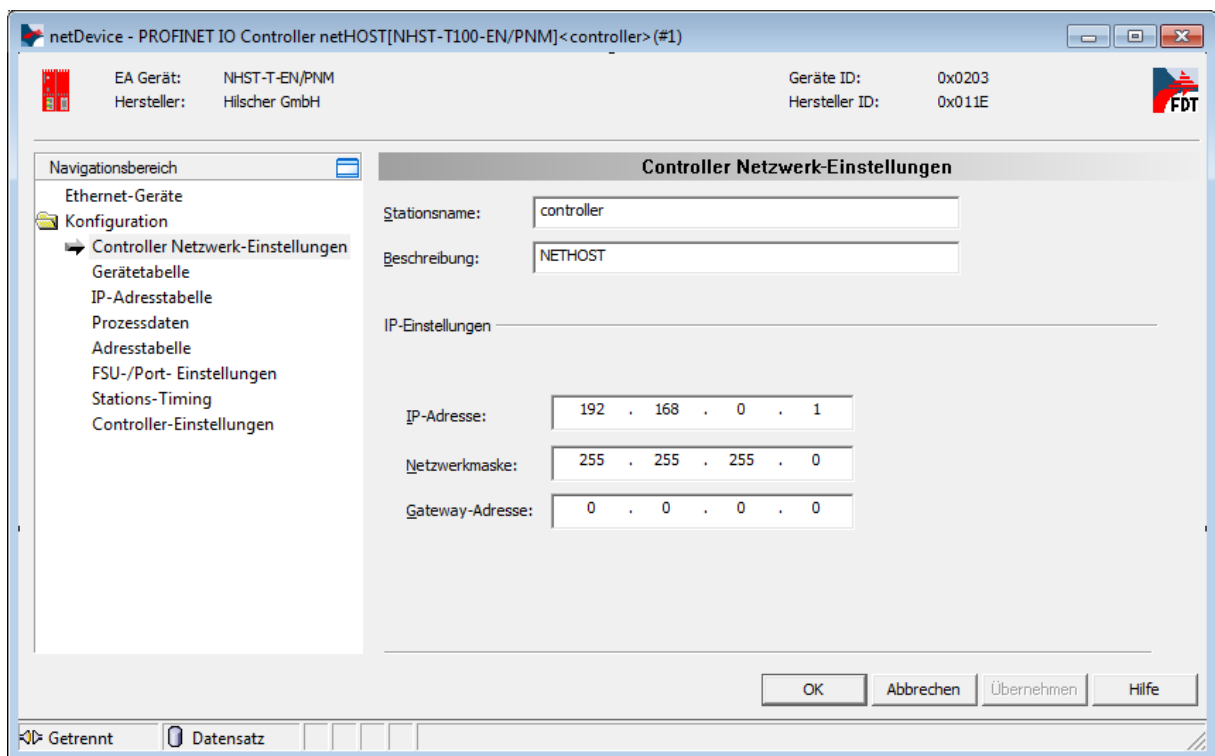 netDevice - PROFINET IO Controller netHOST[NHST-T100-EN/PNM]<controller>(#1)
EA Gerät: NHST-T-EN/PNM Geräte ID: 0x0203
Hersteller: Hilscher GmbH Hersteller ID: 0x011E
FDT
Navigationsbereich
Ethernet-Geräte
Konfiguration
Controller Netzwerk-Einstellungen
Gerätetabelle
IP-Adresstabelle
Prozessdaten
Adresstabelle
FSU-/Port- Einstellungen
Stations-Timing
Controller-Einstellungen
Controller Netzwerk-Einstellungen
Stationsname: controller
Beschreibung: NETHOST
IP-Einstellungen
IP-Adresse: 192 . 168 . 0 . 1
Netzwerkmaske: 255 . 255 . 255 . 0
Gateway-Adresse: 0 . 0 . 0 . 0
OK Abbrechen Übernehmen Hilfe
Getrennt Datensatz